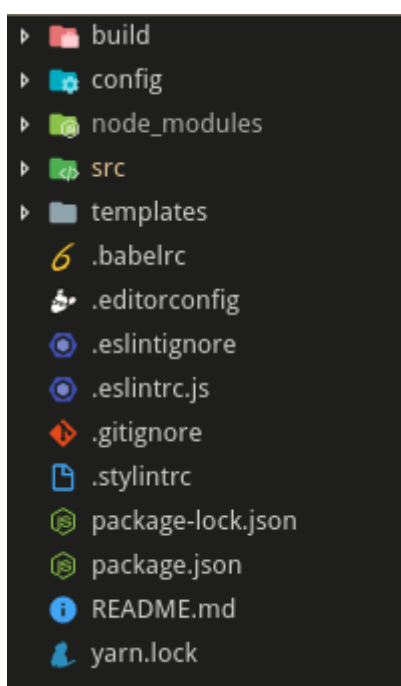 build
config
node_modules
src
templates
.babelrc
.editorconfig
.eslintignore
.eslintrc.js
.gitignore
.stylintrc
package-lock.json
package.json
README.md
yarn.lock